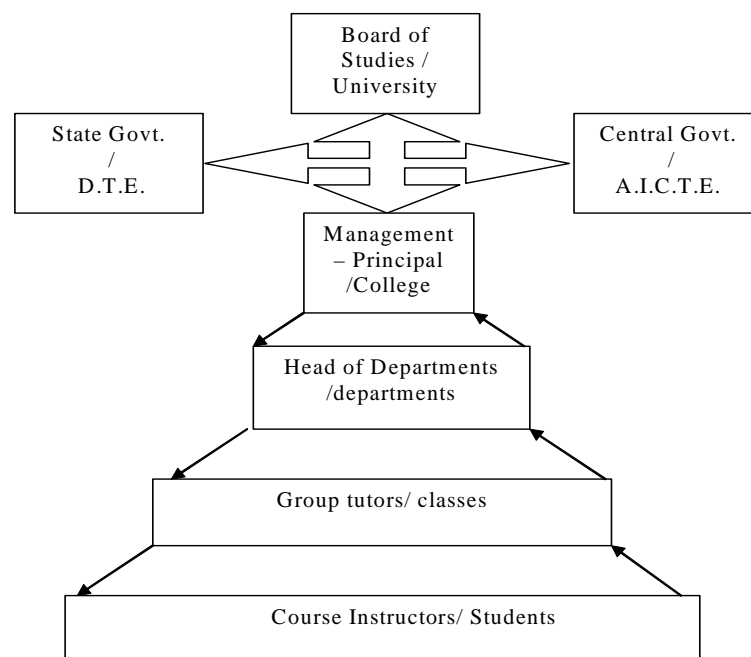 Board of
Studies /
University
State Govt.
/
D.T.E.
Central Govt.
/
A.I.C.T.E.
Management
– Principal
/College
Head of Departments
/departments
Group tutors/ classes
Course Instructors/ Students